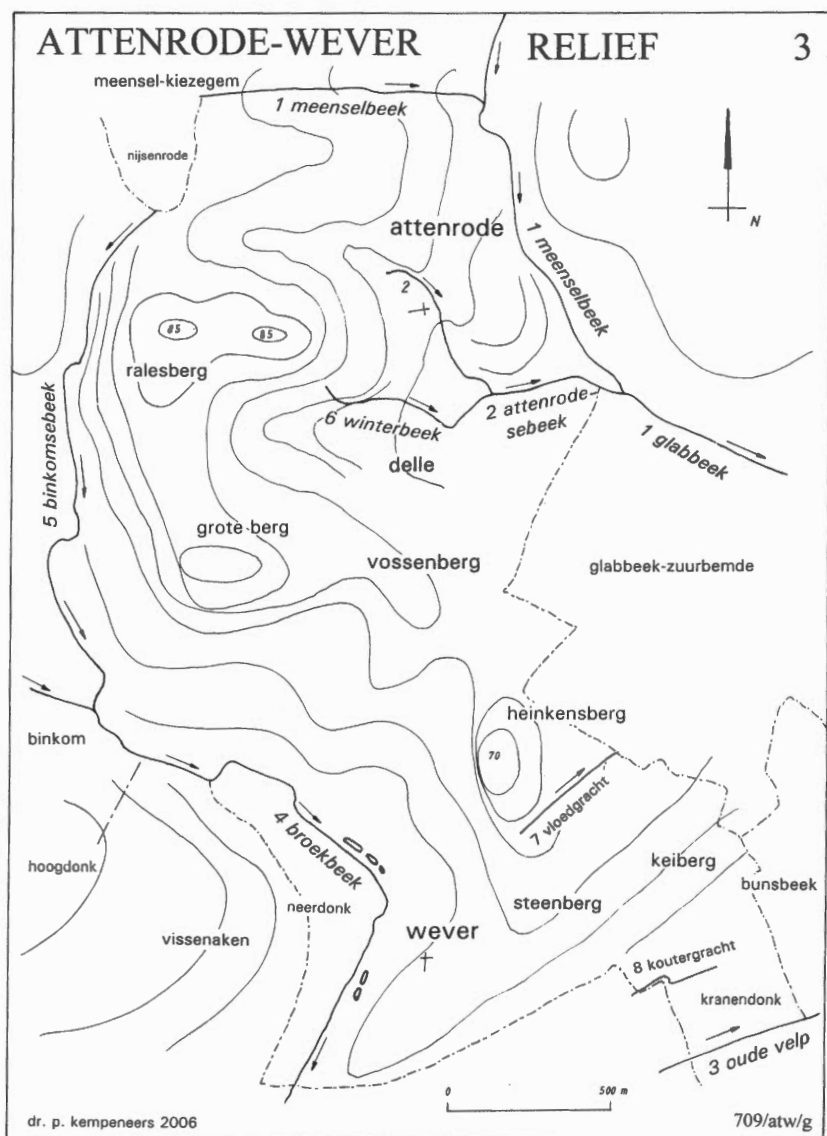 ATTENRODE-WEVER RELIEF 3
meensel-kiezegem
1 meenselbeek
nijsenrode
N
attenrode
1 meenselbeek
2
85
85
ralesberg
6 winterbeek
2 attenrode-
sebeek
1 glabbeek
delle
5 binkomsebeek
grote berg
vossenberg
glabbeek-zuurbemde
heinkensberg
70
binkom
7 vloedgracht
4 broekbeek
hoogdonk
keiberg
bunsbeek
neerdonk
steenberg
vissenaken
wever
8 koutergracht
kranendonk
3 oude velp
0 500 m
dr. p. kempeneers 2006
709/atw/g